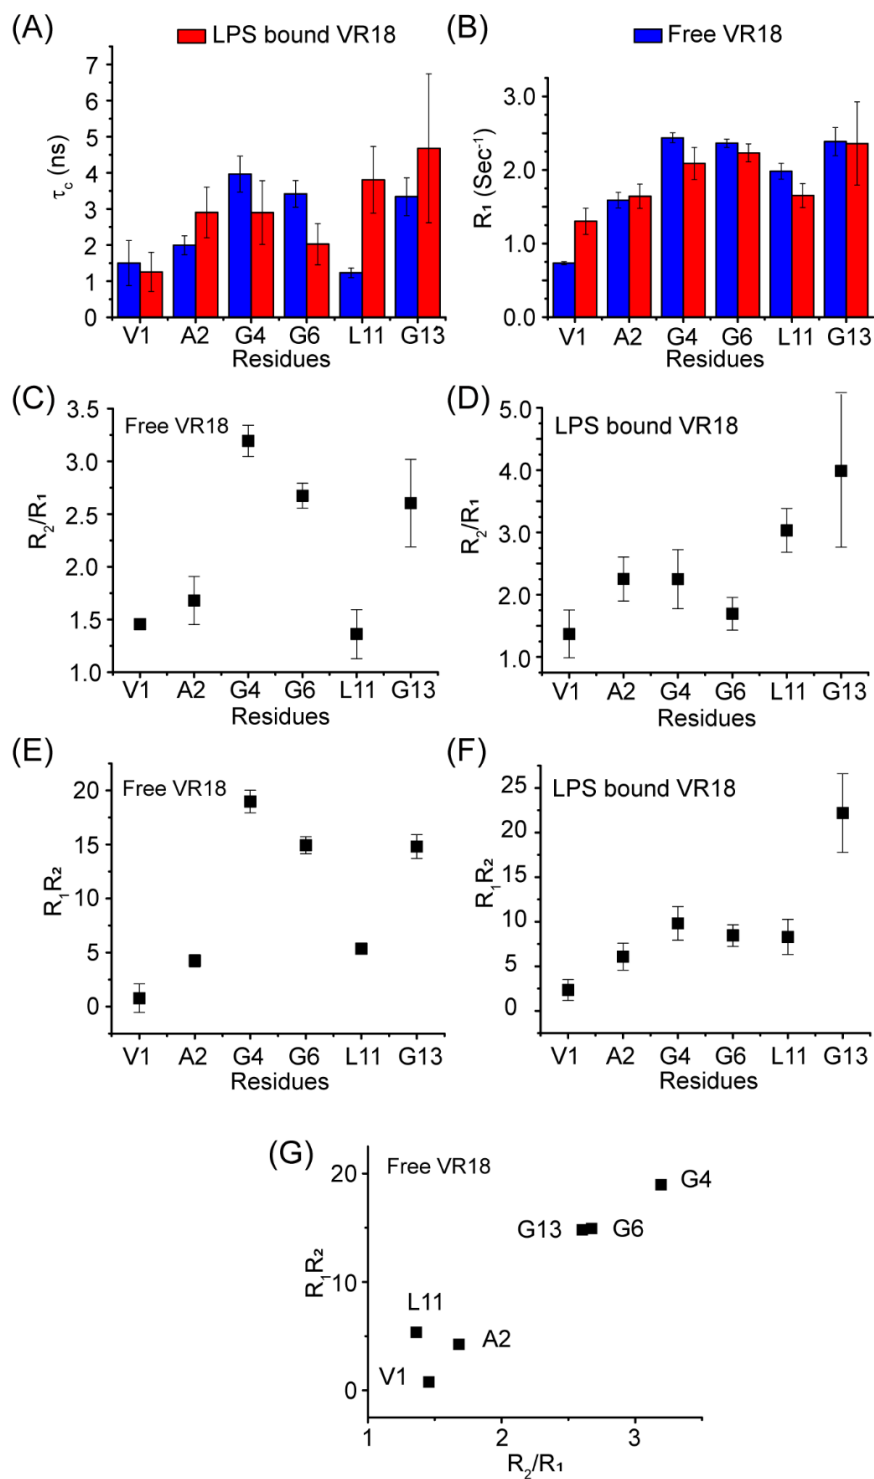 (A) LPS bound VR18
(B) Free VR18
τc (ns)
7
6
5
4
3
2
1
0
V1 A2 G4 G6 L11 G13
Residues
R₁ (Sec⁻¹)
3.0
2.0
1.0
0.0
V1 A2 G4 G6 L11 G13
Residues
(C)
Free VR18
R₂/R₁
3.5
3.0
2.5
2.0
1.5
1.0
V1 A2 G4 G6 L11 G13
Residues
(D)
LPS bound VR18
R₂/R₁
5.0
4.0
3.0
2.0
1.0
V1 A2 G4 G6 L11 G13
Residues
(E)
Free VR18
R₁R₂
20
15
10
5
0
V1 A2 G4 G6 L11 G13
Residues
(F)
LPS bound VR18
R₁R₂
25
20
15
10
5
0
V1 A2 G4 G6 L11 G13
Residues
(G)
Free VR18
R₁R₂
20
10
0
G4
G13 G6
L11
A2
V1
1 2 3
R₂/R₁